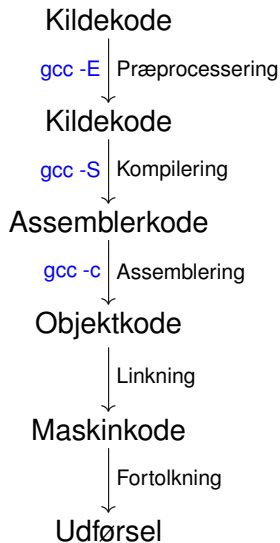 Kildekode
gcc -E Præprocessering
Kildekode
gcc -S Kompilering
Assemblerkode
gcc -c Assemblering
Objektkode
Linkning
Maskinkode
Fortolkning
Udførsel